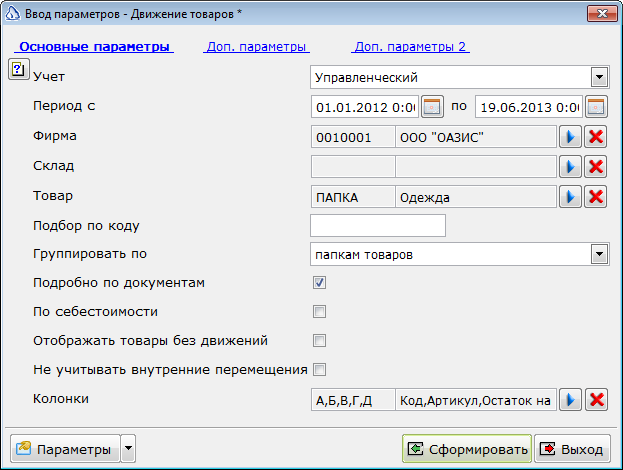 Ввод параметров - Движение товаров *
Основные параметры Доп. параметры Доп. параметры 2
?
Учет Управленческий
Период с 01.01.2012 0:0 по 19.06.2013 0:0
Фирма 0010001 ООО "ОАЗИС"
Склад
Товар ПАПКА Одежда
Подбор по коду
Группировать по папкам товаров
Подробно по документам
По себестоимости
Отображать товары без движений
Не учитывать внутренние перемещения
Колонки А,Б,В,Г,Д Код,Артикул,Остаток на
Параметры Сформировать Выход